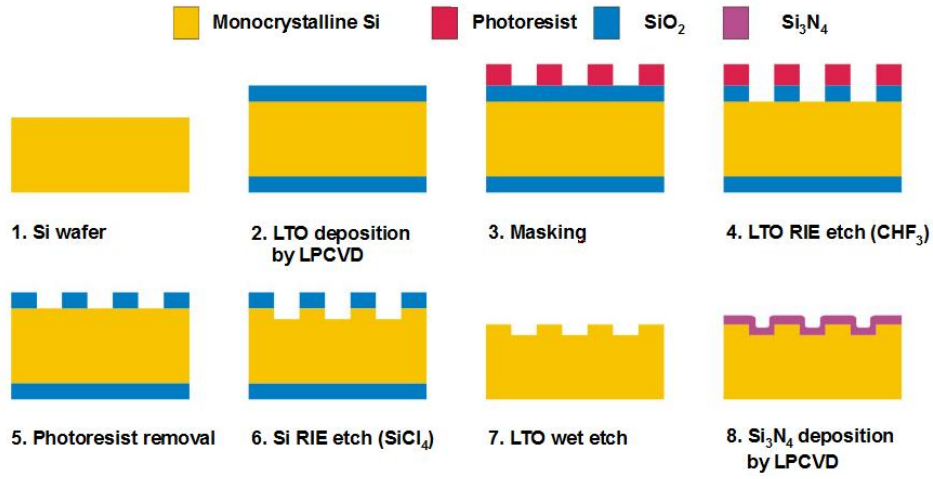 Monocrystalline Si
Photoresist
SiO₂
Si₃N₄
1. Si wafer
2. LTO deposition
by LPCVD
3. Masking
4. LTO RIE etch (CHF₃)
5. Photoresist removal
6. Si RIE etch (SiCl₄)
7. LTO wet etch
8. Si₃N₄ deposition
by LPCVD